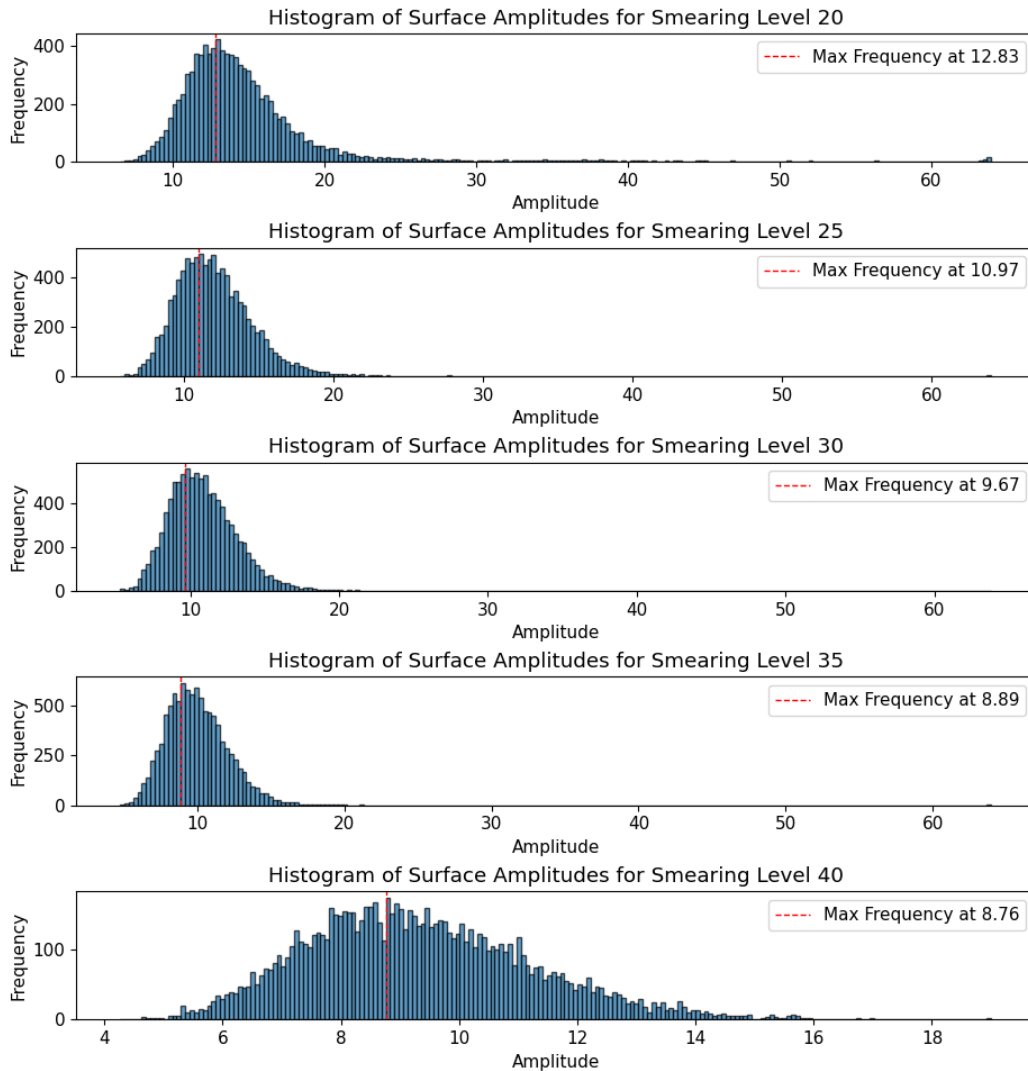 Histogram of Surface Amplitudes for Smearing Level 20
Frequency
400
200
0
Max Frequency at 12.83
10 20 30 40 50 60
Amplitude
Histogram of Surface Amplitudes for Smearing Level 25
Frequency
400
200
0
Max Frequency at 10.97
10 20 30 40 50 60
Amplitude
Histogram of Surface Amplitudes for Smearing Level 30
Frequency
400
200
0
Max Frequency at 9.67
10 20 30 40 50 60
Amplitude
Histogram of Surface Amplitudes for Smearing Level 35
Frequency
500
250
0
Max Frequency at 8.89
10 20 30 40 50 60
Amplitude
Histogram of Surface Amplitudes for Smearing Level 40
Frequency
100
0
Max Frequency at 8.76
4 6 8 10 12 14 16 18
Amplitude